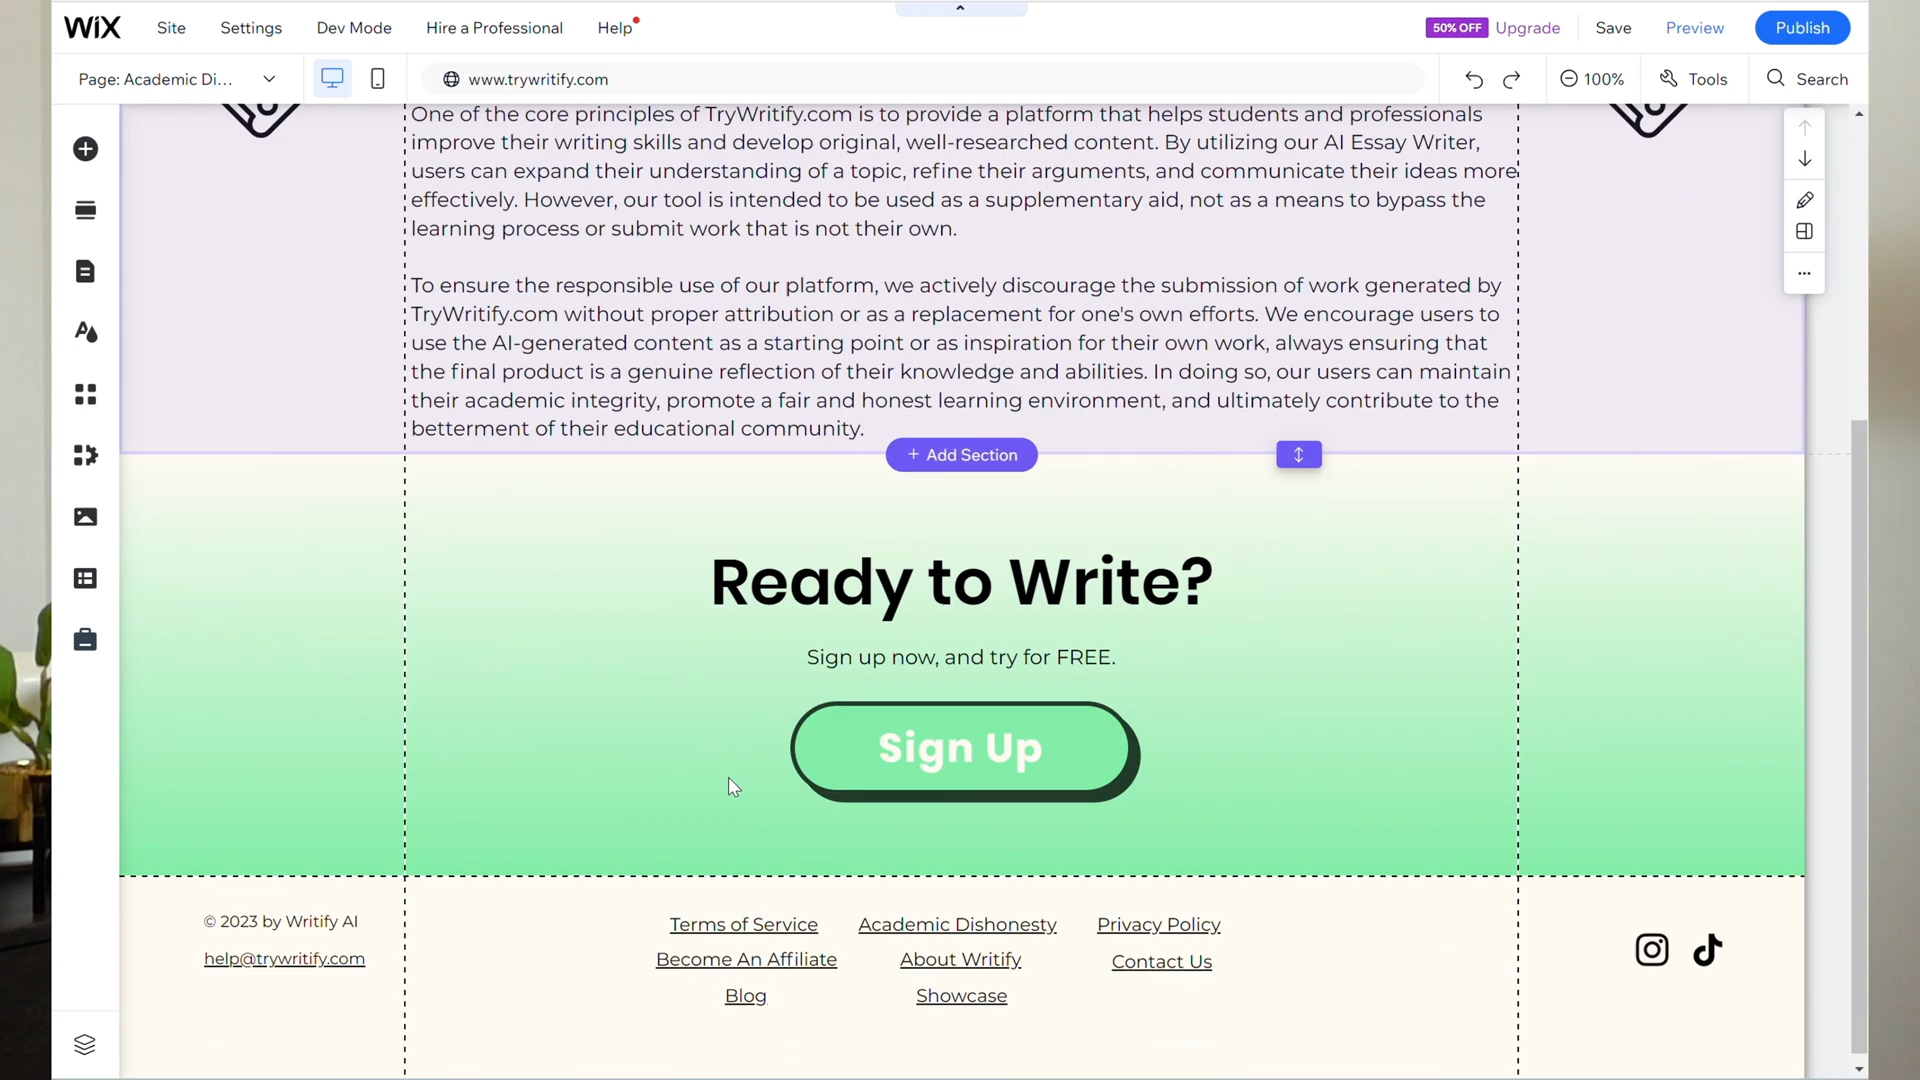 WiX Site Settings Dev Mode Hire a Professional Help 50% OFF Upgrade Save Preview Publish
Page: Academic Di... www.trywritify.com 100% Tools Search
One of the core principles of TryWritify.com is to provide a platform that helps students and professionals
improve their writing skills and develop original, well-researched content. By utilizing our AI Essay Writer,
users can expand their understanding of a topic, refine their arguments, and communicate their ideas more
effectively. However, our tool is intended to be used as a supplementary aid, not as a means to bypass the
learning process or submit work that is not their own.
To ensure the responsible use of our platform, we actively discourage the submission of work generated by
TryWritify.com without proper attribution or as a replacement for one's own efforts. We encourage users to
use the AI-generated content as a starting point or as inspiration for their own work, always ensuring that
the final product is a genuine reflection of their knowledge and abilities. In doing so, our users can maintain
their academic integrity, promote a fair and honest learning environment, and ultimately contribute to the
betterment of their educational community.
+ Add Section
Ready to Write?
Sign up now, and try for FREE.
Sign Up
© 2023 by Writify AI
help@trywritify.com
Terms of Service Academic Dishonesty Privacy Policy
Become An Affiliate About Writify Contact Us
Blog Showcase